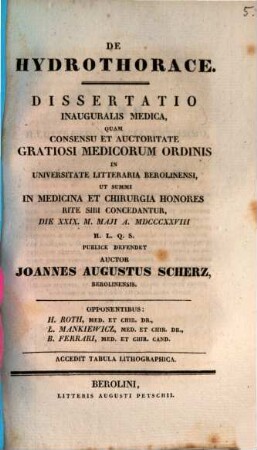 5.
DE
HYDROTHORACE.
DISSERTATIO
INAUGURALIS MEDICA,
QUAM
CONSENSU ET AUCTORITATE
GRATIOSI MEDICORUM ORDINIS
IN
UNIVERSITATE LITTERARIA BEROLINENSI,
UT SUMMI
IN MEDICINA ET CHIRURGIA HONORES
RITE SIBI CONCEDANTUR,
DIE XXIX. M. MAJI A. MDCCCXXVIII
H. L. Q. S.
PUBLICE DEFENDET
AUCTOR
JOANNES AUGUSTUS SCHERZ,
BEROLINENSIS.
OPPONENTIBUS:
H. ROTH, MED. ET CHIR. DR.,
L. MANKIEWICZ, MED. ET CHIR. DR.,
B. FERRARI, MED. ET CHIR. CAND.
ACCEDIT TABULA LITHOGRAPHICA.
BEROLINI,
LITTERIS AUGUSTI PETSCHII.